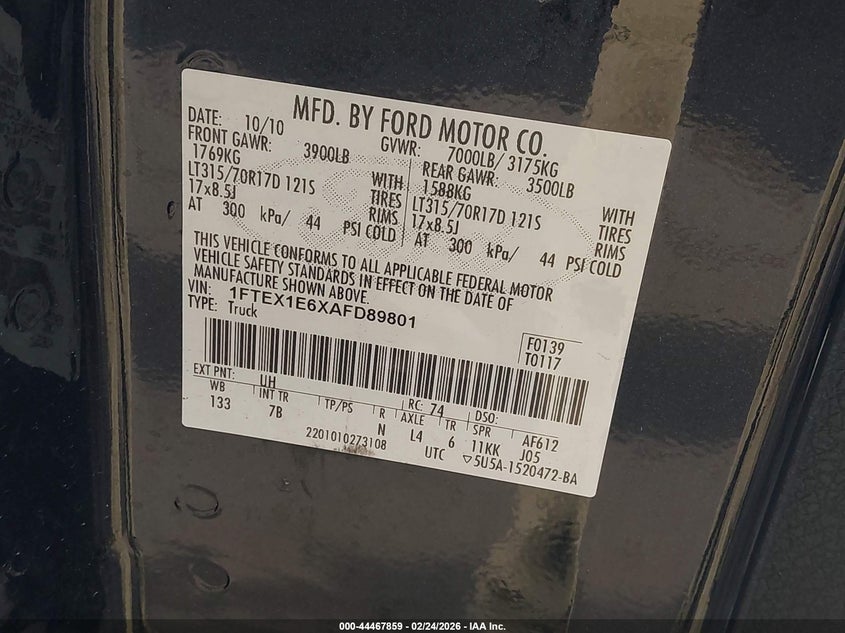 MFD. BY FORD MOTOR CO.
DATE: 10/10 GVWR: 7000LB/ 3175KG
FRONT GAWR: 3900LB REAR GAWR: 3500LB
1769KG WITH 1588KG WITH
LT315/70R17D 121S TIRES LT315/70R17D 121S TIRES
17x8.5J RIMS 17x8.5J RIMS
AT 300 kPa/ 44 PSI COLD AT 300 kPa/ 44 PSI COLD
THIS VEHICLE CONFORMS TO ALL APPLICABLE FEDERAL MOTOR
VEHICLE SAFETY STANDARDS IN EFFECT ON THE DATE OF
MANUFACTURE SHOWN ABOVE.
VIN: 1FTEX1E6XAFD89801
TYPE: Truck
F0139
T0117
EXT PNT: UH RC: 74 DSO:
WB INT TR TP/PS R AXLE TR SPR AF612
133 7B N L4 6 11KK J05
2201010273108 UTC ▽5U5A-1520472-BA
000-44467859 - 02/24/2026 - IAA Inc.